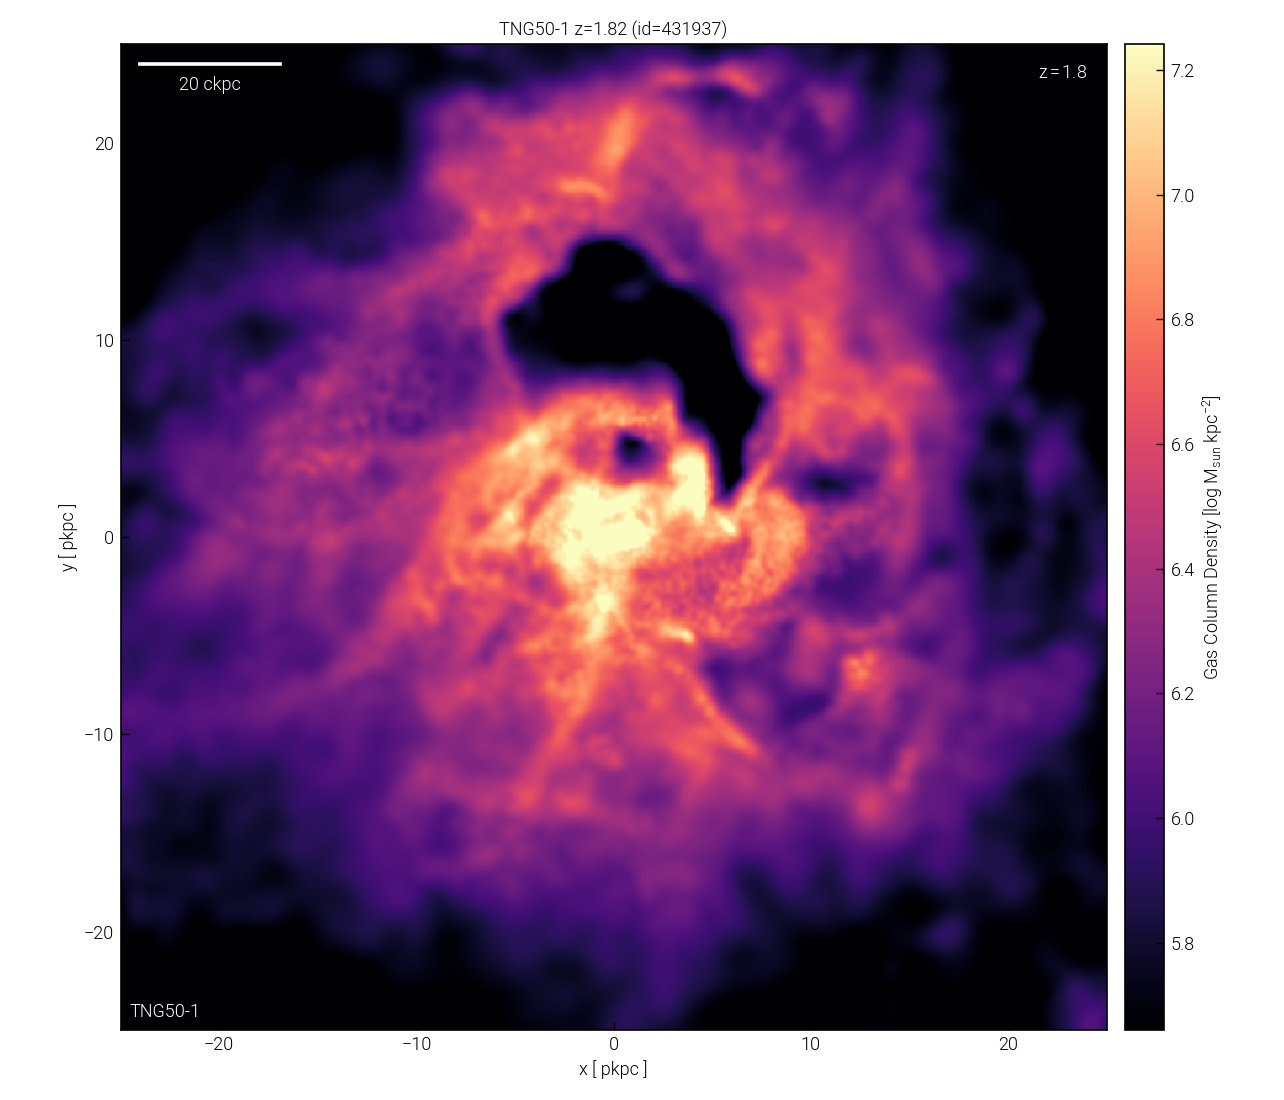 TNG50-1 z=1.82 (id=431937)
20 ckpc
z = 1.8
TNG50-1
20
10
0
−10
−20
y [ pkpc ]
−20
−10
0
10
20
x [ pkpc ]
7.2
7.0
6.8
6.6
6.4
6.2
6.0
5.8
Gas Column Density [log M_sun kpc^−2]